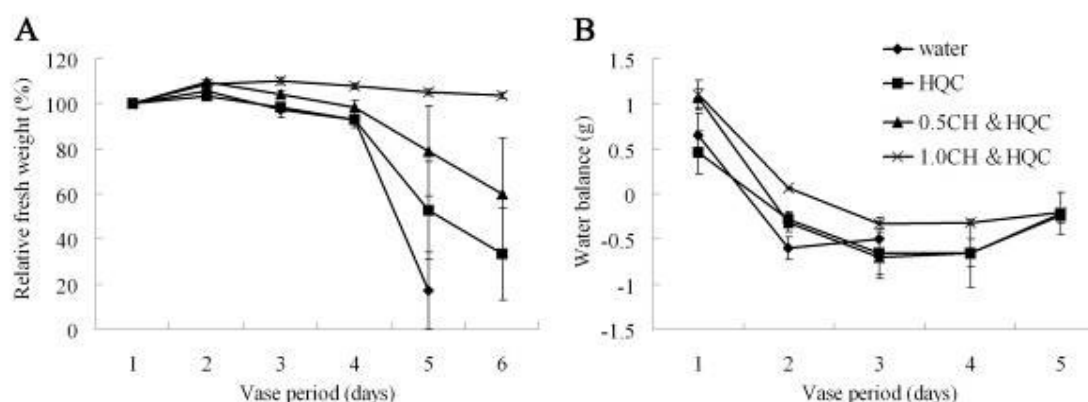 A
Relative fresh weight (%)
120
100
80
60
40
20
0
1 2 3 4 5 6
Vase period (days)
B
water
HQC
0.5CH & HQC
1.0CH & HQC
Water balance (g)
1.5
1
0.5
0
-0.5
-1
-1.5
1 2 3 4 5
Vase period (days)